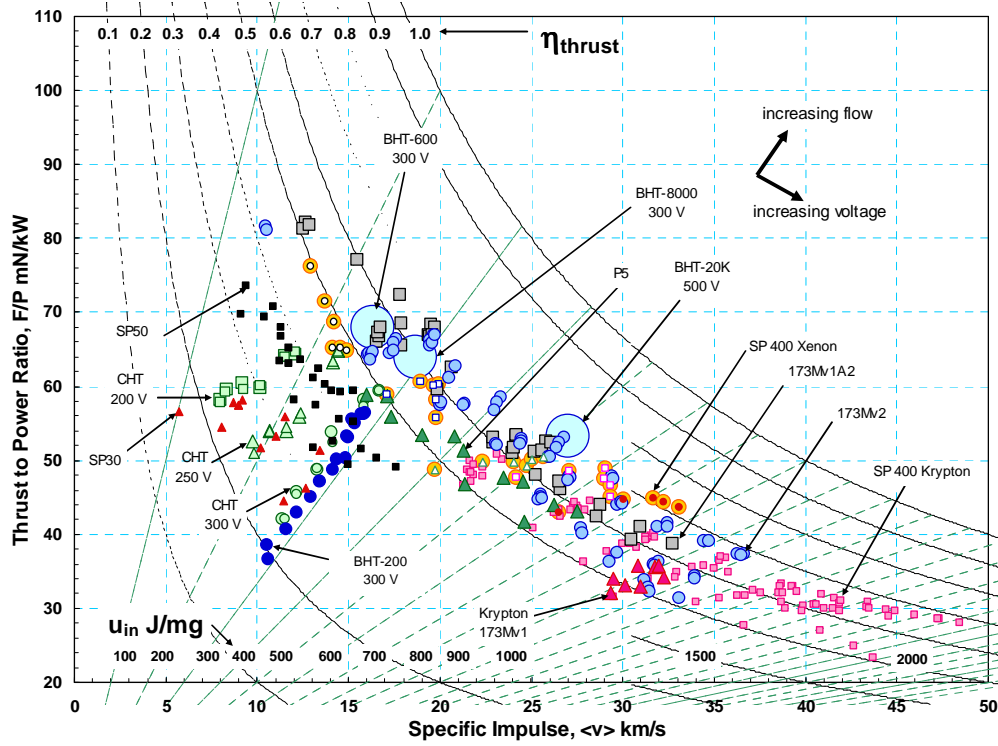 110
100
90
80
70
60
50
40
30
20
Thrust to Power Ratio, F/P mN/kW
0.1 0.2 0.3 0.4 0.5 0.6 0.7 0.8 0.9 1.0
ηthrust
increasing flow
increasing voltage
BHT-600
300 V
BHT-8000
300 V
P5
BHT-20K
500 V
SP50
SP 400 Xenon
173Mv1A2
173Mv2
CHT
200 V
SP30
CHT
250 V
SP 400 Krypton
CHT
300 V
BHT-200
300 V
Krypton
173Mv1
uin J/mg
100 200 300 400 500 600 700 800 900 1000 1500 2000
0 5 10 15 20 25 30 35 40 45 50
Specific Impulse, <v> km/s